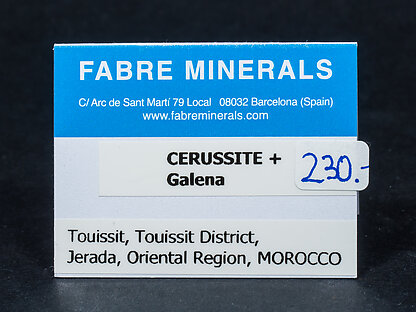 FABRE MINERALS
C/ Arc de Sant Martí 79 Local 08032 Barcelona (Spain)
www.fabreminerals.com
CERUSSITE +
Galena
230.-
Touissit, Touissit District,
Jerada, Oriental Region, MOROCCO